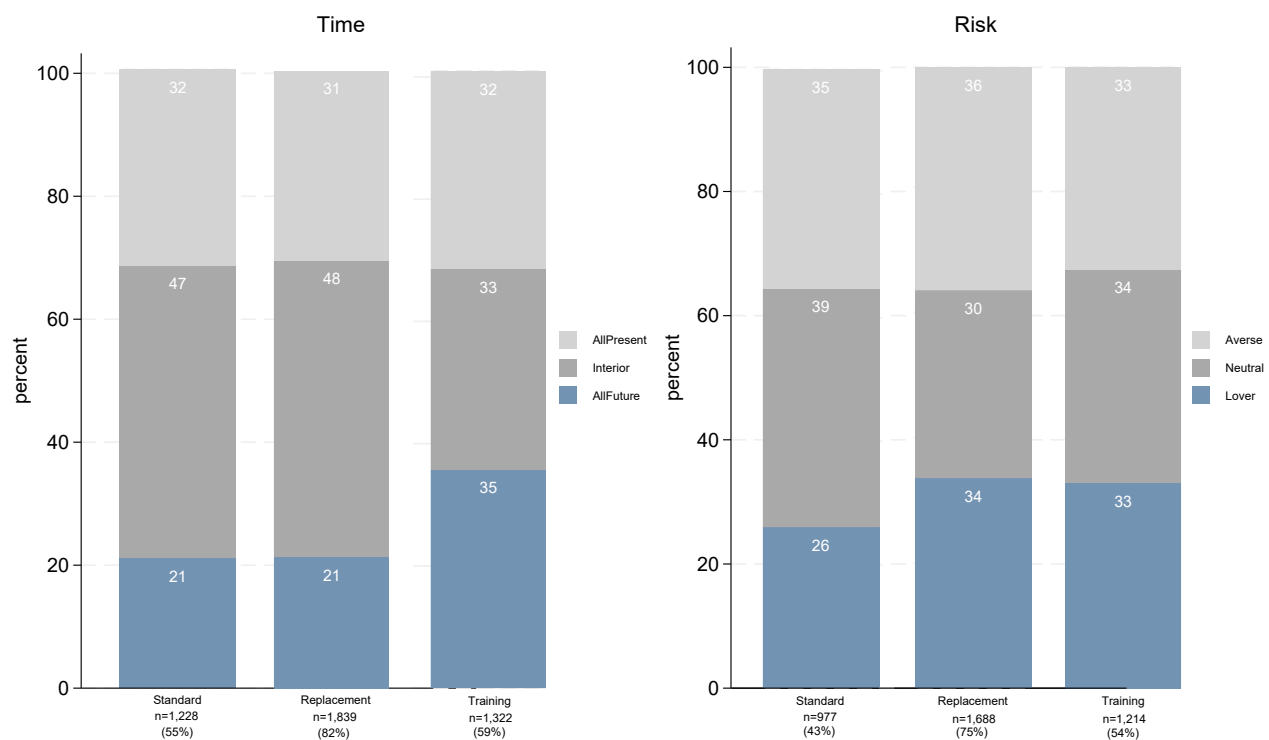 Time
percent
100
80
60
40
20
0
32
31
32
47
48
33
21
21
35
AllPresent
Interior
AllFuture
Standard
n=1,228
(55%)
Replacement
n=1,839
(82%)
Training
n=1,322
(59%)
Risk
percent
100
80
60
40
20
0
35
36
33
39
30
34
26
34
33
Averse
Neutral
Lover
Standard
n=977
(43%)
Replacement
n=1,688
(75%)
Training
n=1,214
(54%)